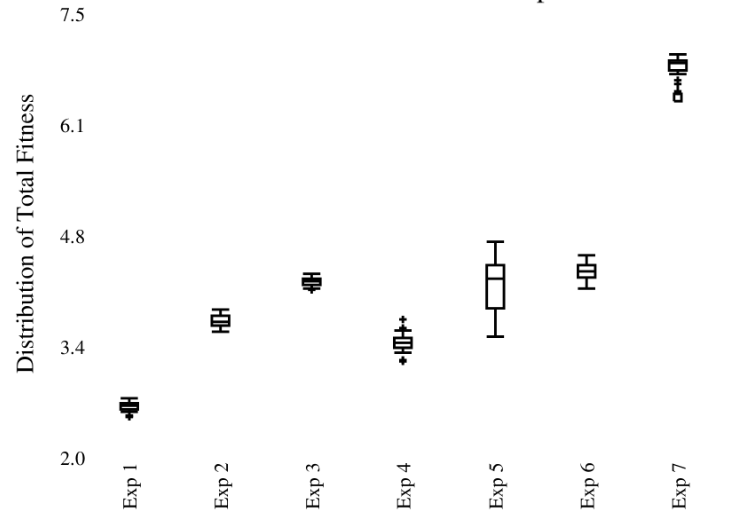 7.5
6.1
4.8
3.4
2.0
Distribution of Total Fitness
Exp 1
Exp 2
Exp 3
Exp 4
Exp 5
Exp 6
Exp 7